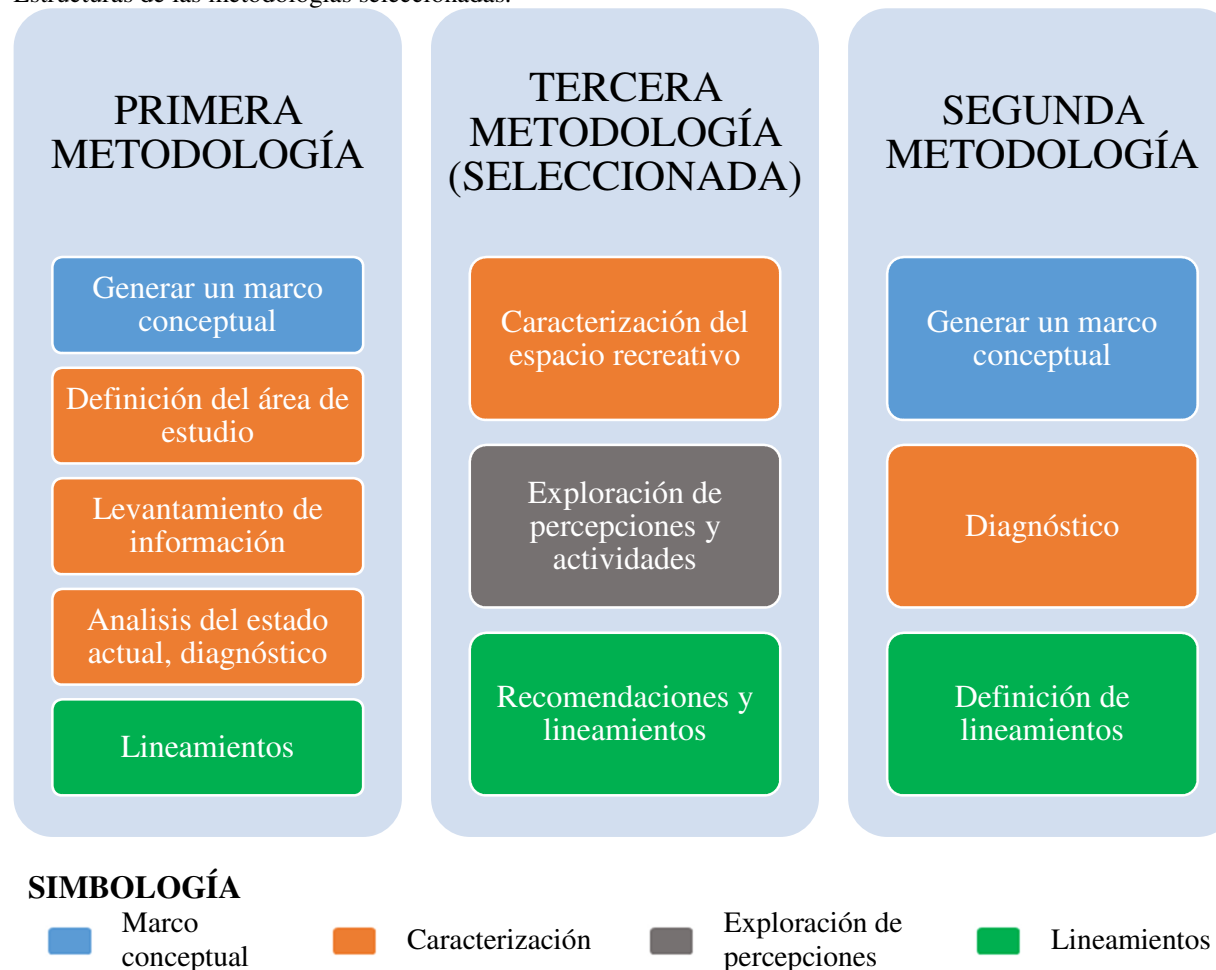 Estructuras de las metodologías seleccionadas.
PRIMERA
METODOLOGÍA
Generar un marco
conceptual
Definición del área de
estudio
Levantamiento de
información
Analisis del estado
actual, diagnóstico
Lineamientos
TERCERA
METODOLOGÍA
(SELECCIONADA)
Caracterización del
espacio recreativo
Exploración de
percepciones y
actividades
Recomendaciones y
lineamientos
SEGUNDA
METODOLOGÍA
Generar un marco
conceptual
Diagnóstico
Definición de
lineamientos
SIMBOLOGÍA
Marco
conceptual
Caracterización
Exploración de
percepciones
Lineamientos